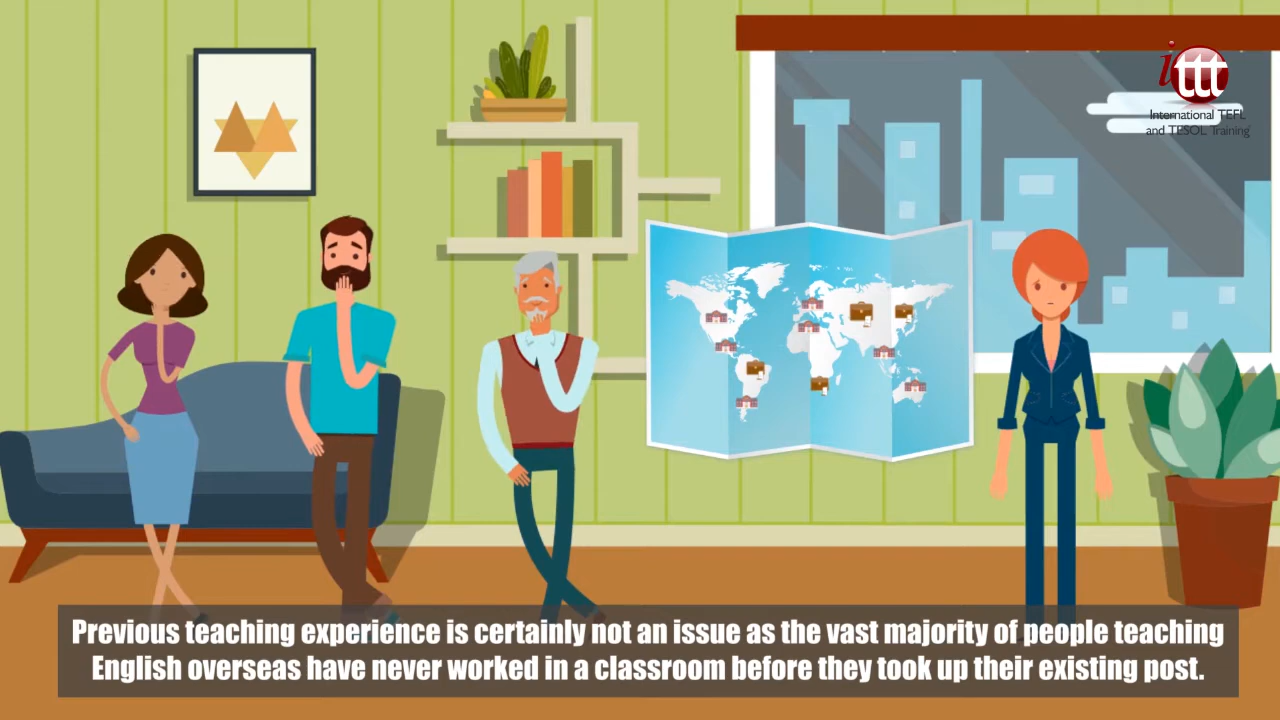 ittt
International TEFL
and TESOL Training
Previous teaching experience is certainly not an issue as the vast majority of people teaching
English overseas have never worked in a classroom before they took up their existing post.